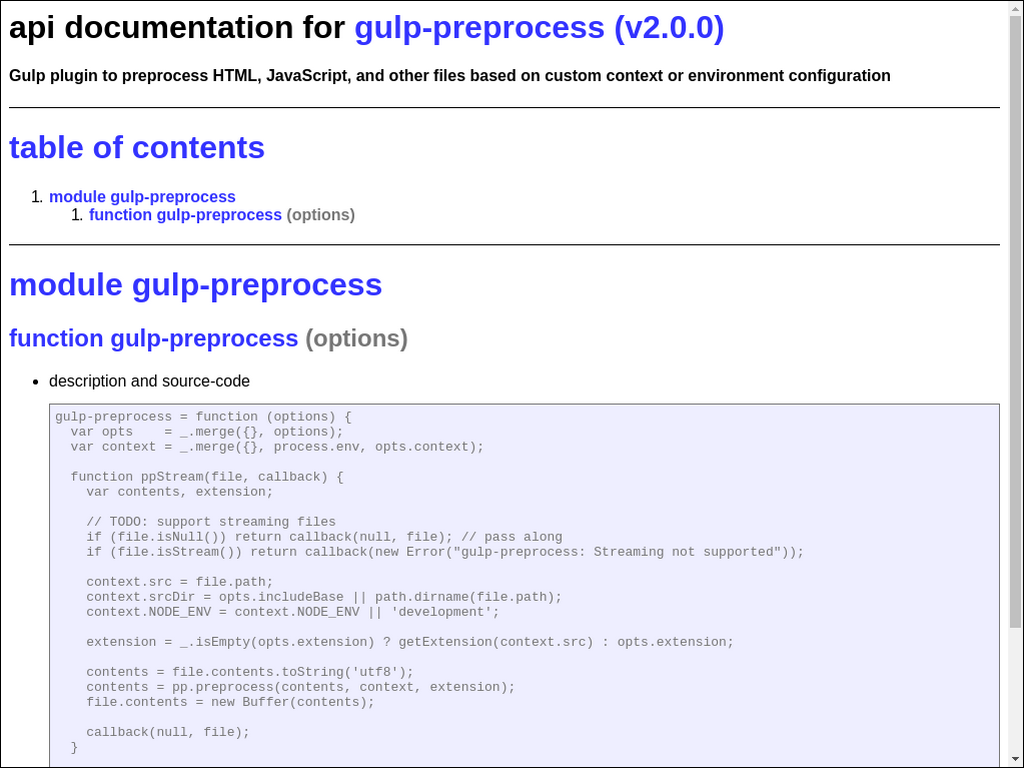 api documentation for gulp-preprocess (v2.0.0)
Gulp plugin to preprocess HTML, JavaScript, and other files based on custom context or environment configuration
table of contents
1. module gulp-preprocess
1. function gulp-preprocess (options)
module gulp-preprocess
function gulp-preprocess (options)
• description and source-code
gulp-preprocess = function (options) {
  var opts    = _.merge({}, options);
  var context = _.merge({}, process.env, opts.context);
  function ppStream(file, callback) {
    var contents, extension;
    // TODO: support streaming files
    if (file.isNull()) return callback(null, file); // pass along
    if (file.isStream()) return callback(new Error("gulp-preprocess: Streaming not supported"));
    context.src = file.path;
    context.srcDir = opts.includeBase || path.dirname(file.path);
    context.NODE_ENV = context.NODE_ENV || 'development';
    extension = _.isEmpty(opts.extension) ? getExtension(context.src) : opts.extension;
    contents = file.contents.toString('utf8');
    contents = pp.preprocess(contents, context, extension);
    file.contents = new Buffer(contents);
    callback(null, file);
  }